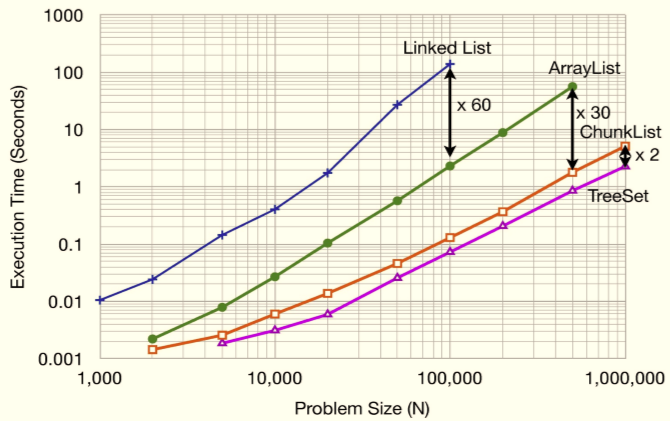 1000
100
10
1
0.1
0.01
0.001
Execution Time (Seconds)
Linked List
x 60
ArrayList
x 30
ChunkList
x 2
TreeSet
1,000
10,000
100,000
1,000,000
Problem Size (N)